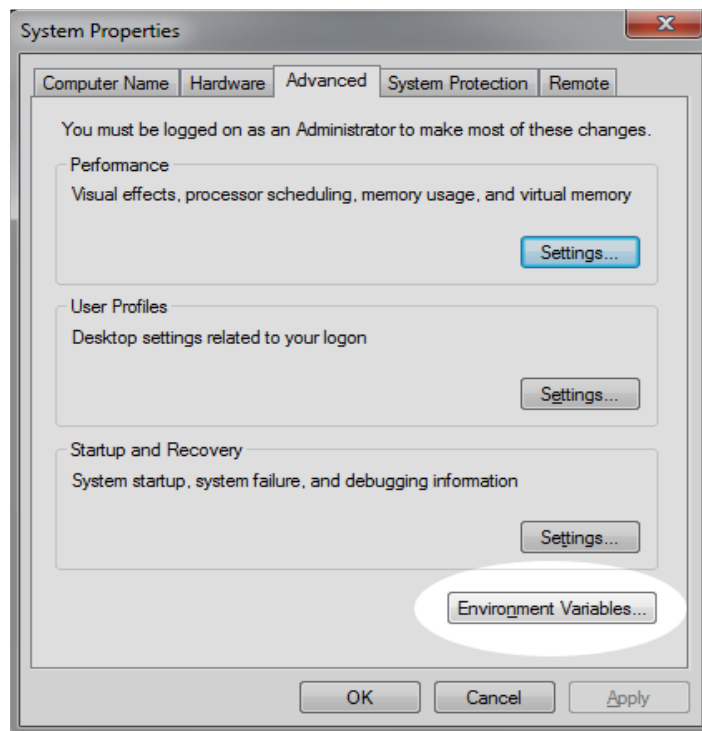 System Properties
Computer Name Hardware Advanced System Protection Remote
You must be logged on as an Administrator to make most of these changes.
Performance
Visual effects, processor scheduling, memory usage, and virtual memory
Settings...
User Profiles
Desktop settings related to your logon
Settings...
Startup and Recovery
System startup, system failure, and debugging information
Settings...
Environment Variables...
OK Cancel Apply